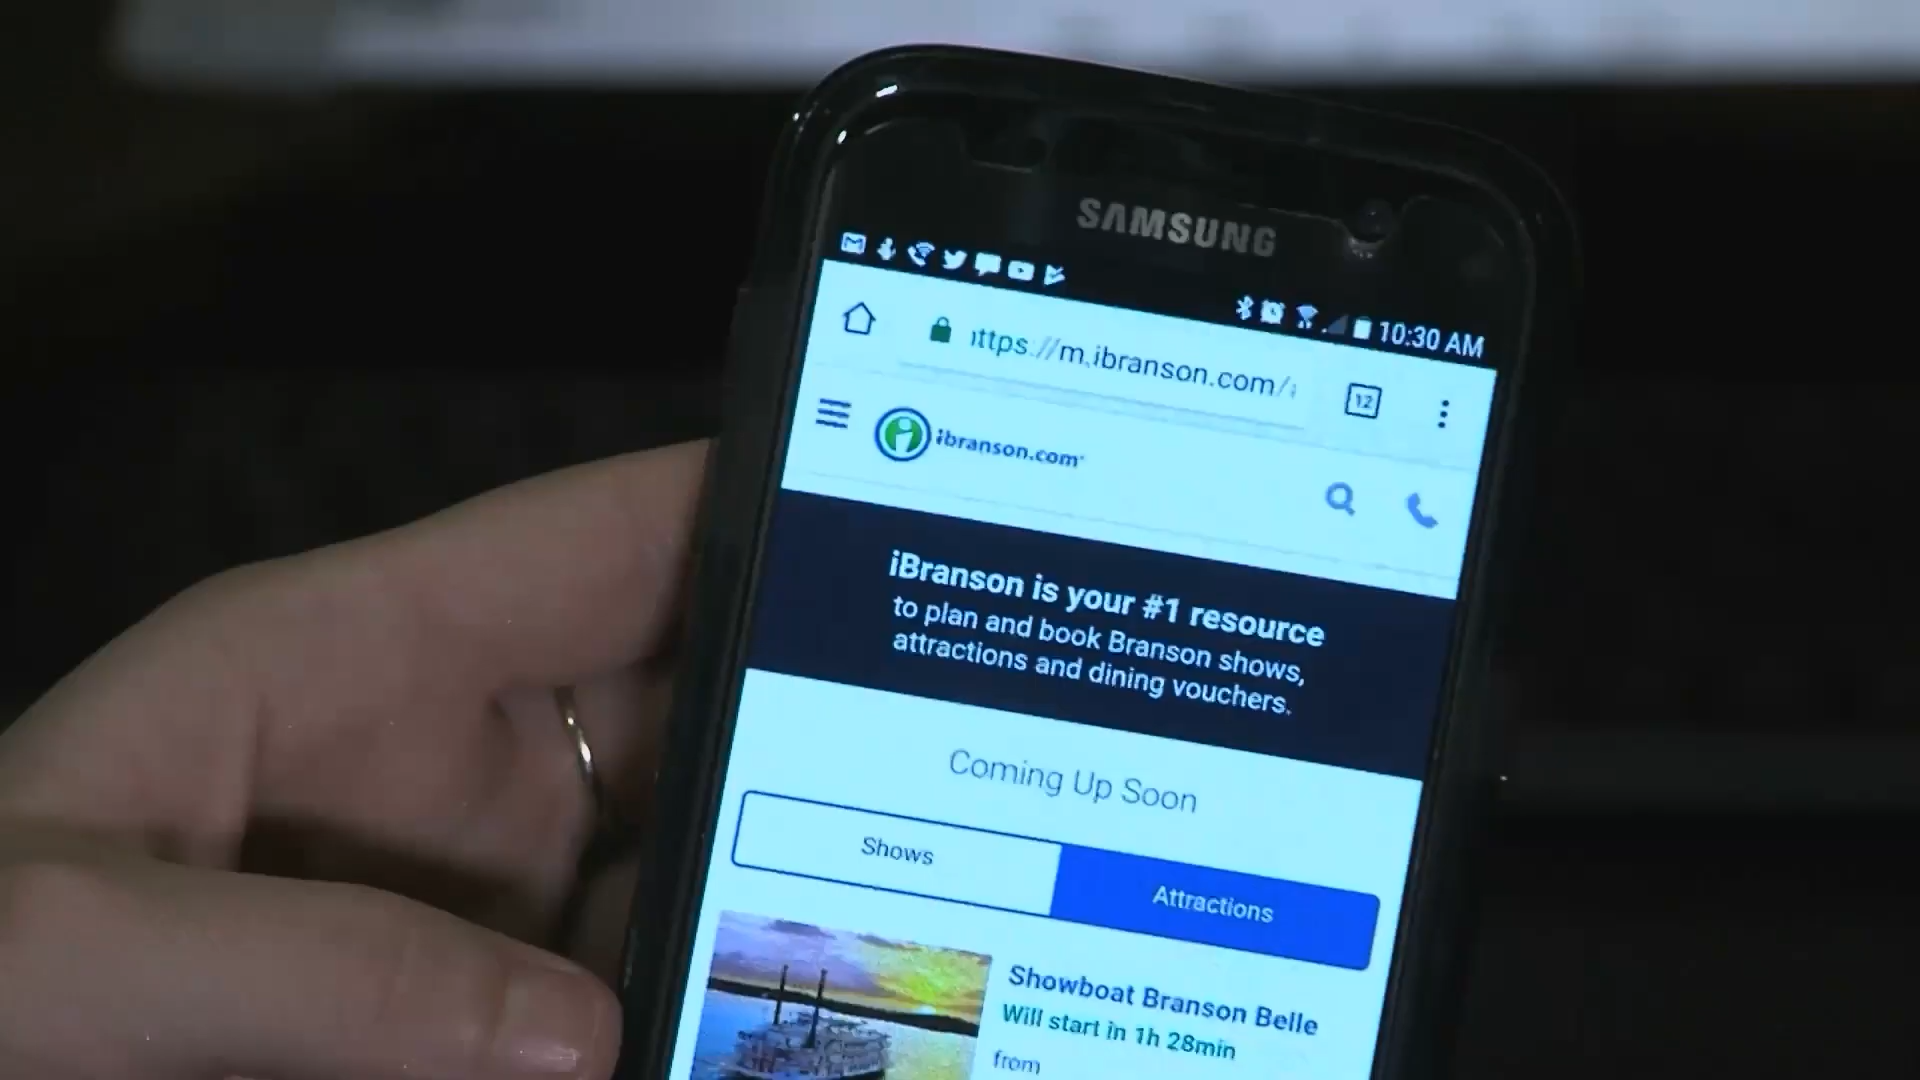 SAMSUNG
10:30 AM
ttps://m.ibranson.com/
12
ibranson.com
iBranson is your #1 resource
to plan and book Branson shows,
attractions and dining vouchers.
Coming Up Soon
Shows
Attractions
Showboat Branson Belle
Will start in 1h 28min
from